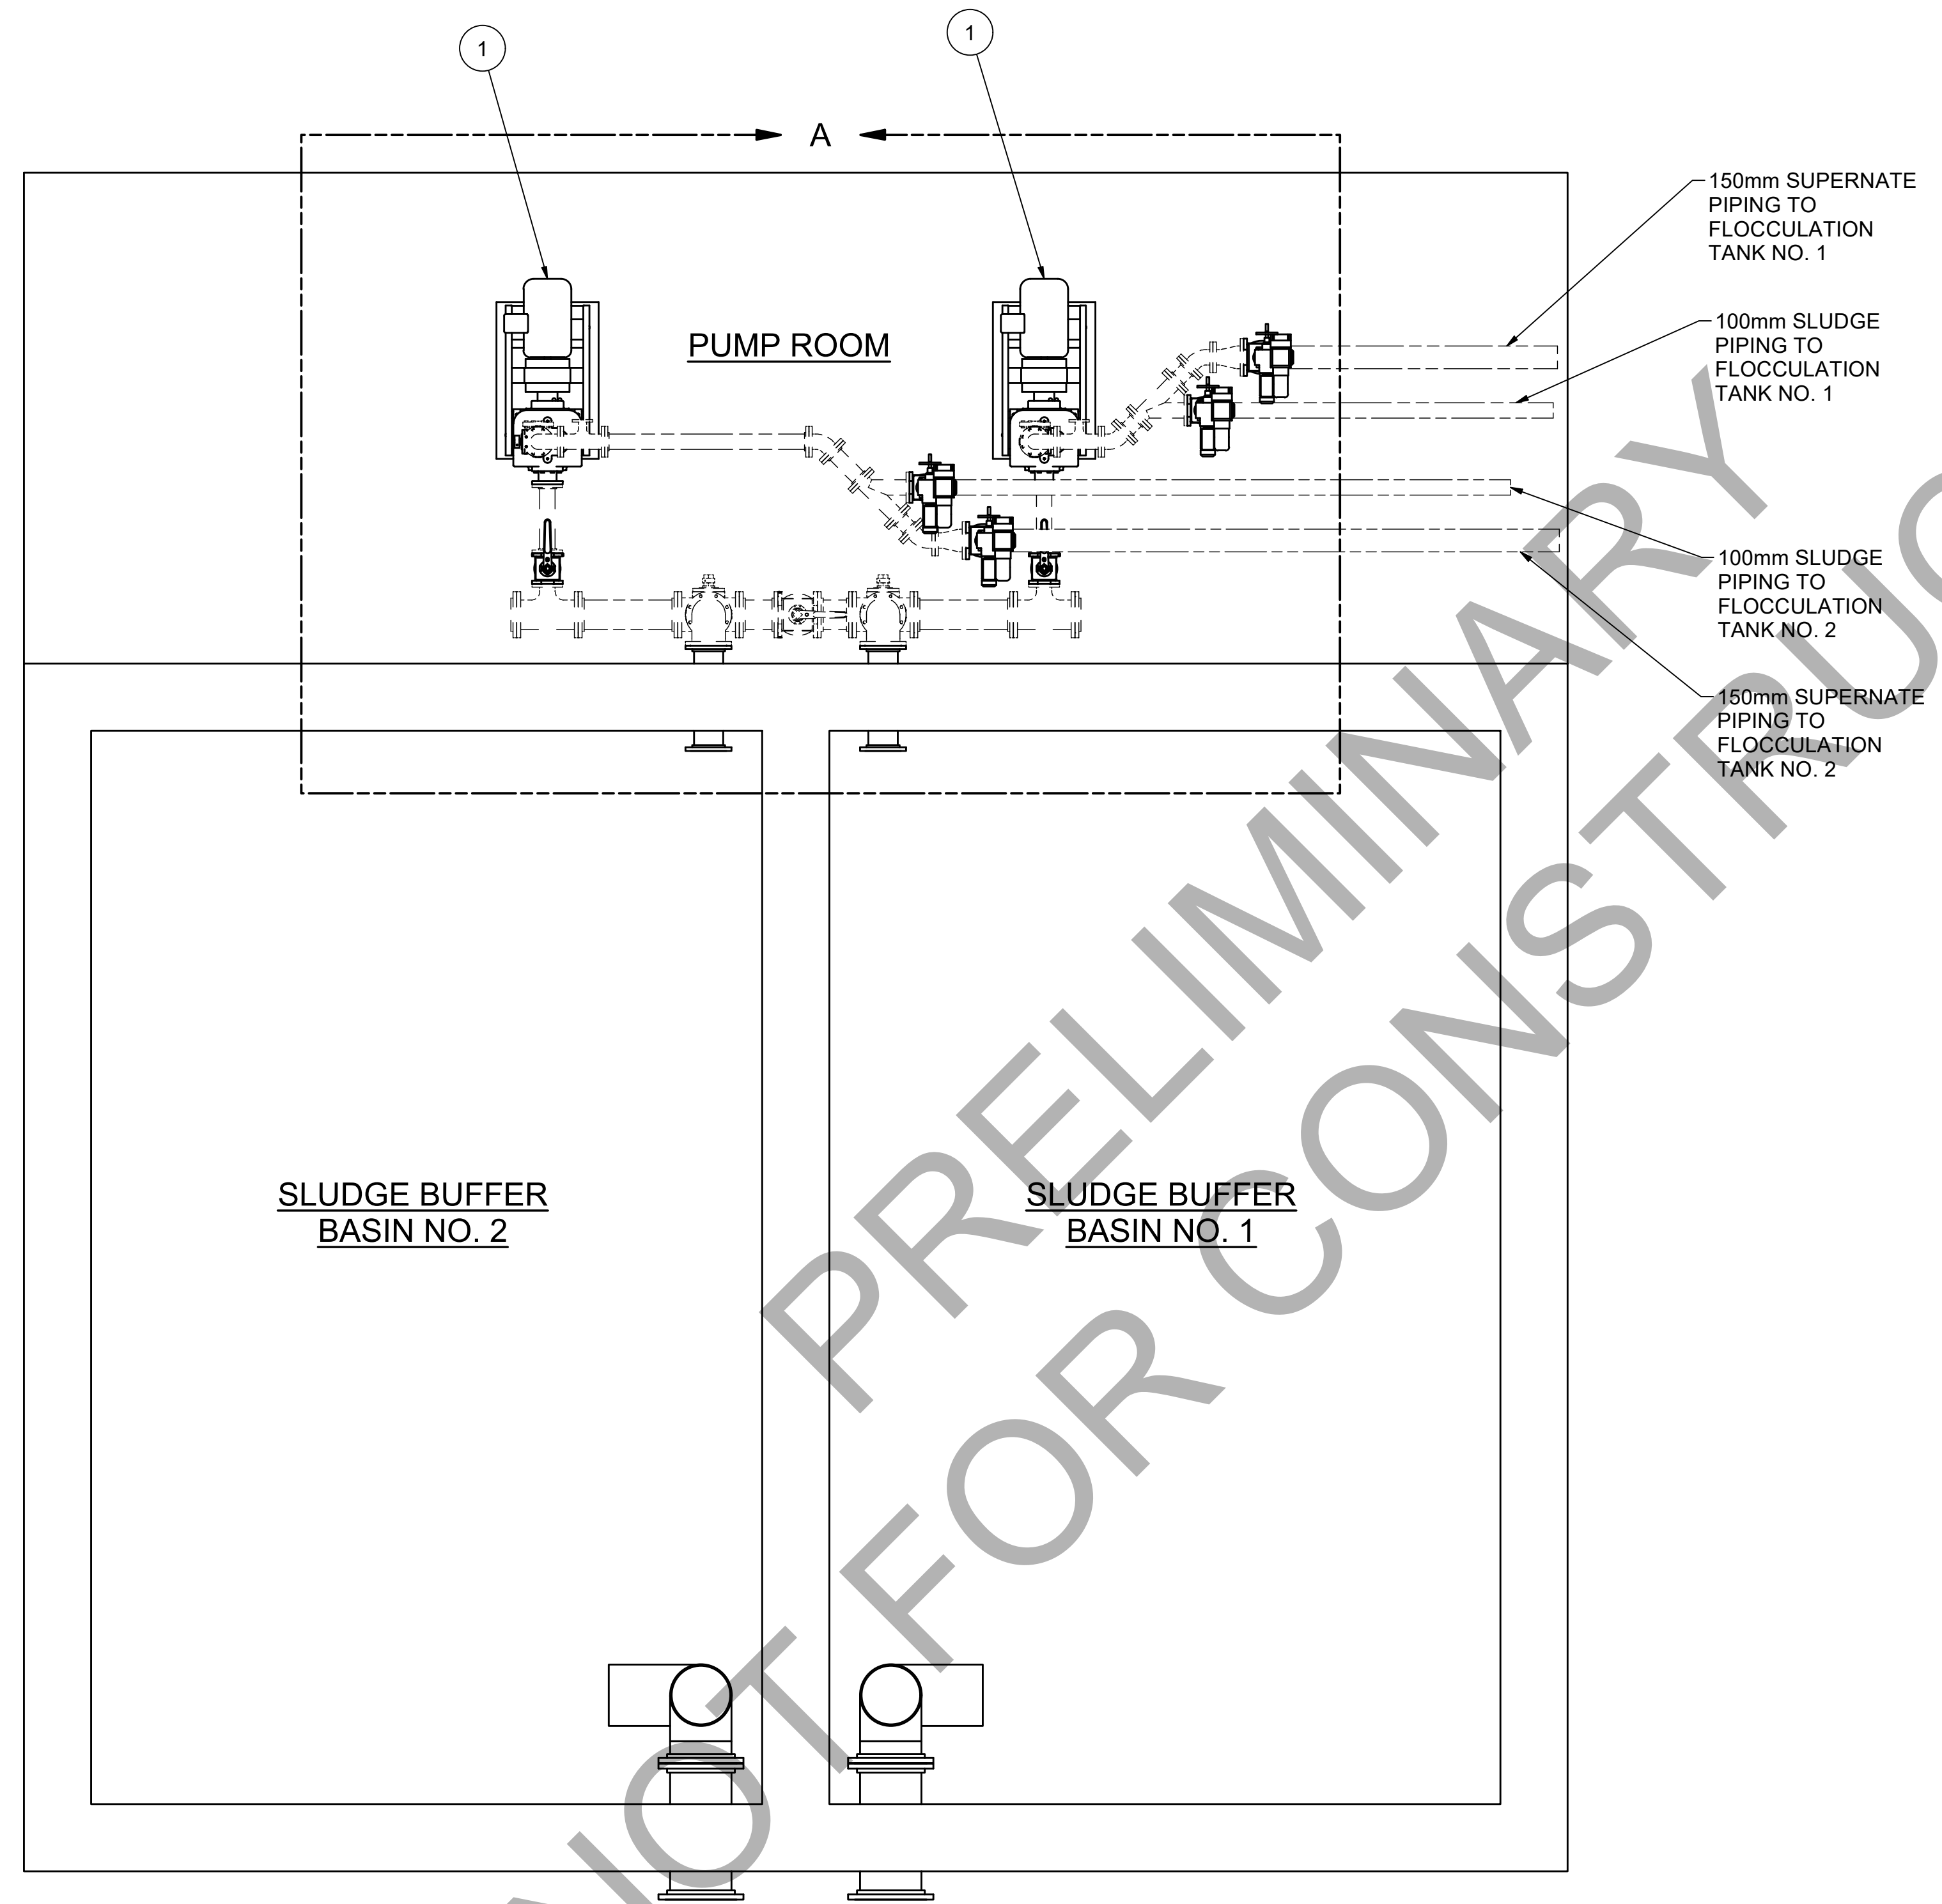 1
1
A
150mm SUPERNATE
PIPING TO
FLOCCULATION
TANK NO. 1
PUMP ROOM
100mm SLUDGE
PIPING TO
FLOCCULATION
TANK NO. 1
100mm SLUDGE
PIPING TO
FLOCCULATION
TANK NO. 2
150mm SUPERNATE
PIPING TO
FLOCCULATION
TANK NO. 2
SLUDGE BUFFER
BASIN NO. 2
SLUDGE BUFFER
BASIN NO. 1
PRELIMINARY
NOT FOR CONSTRUC